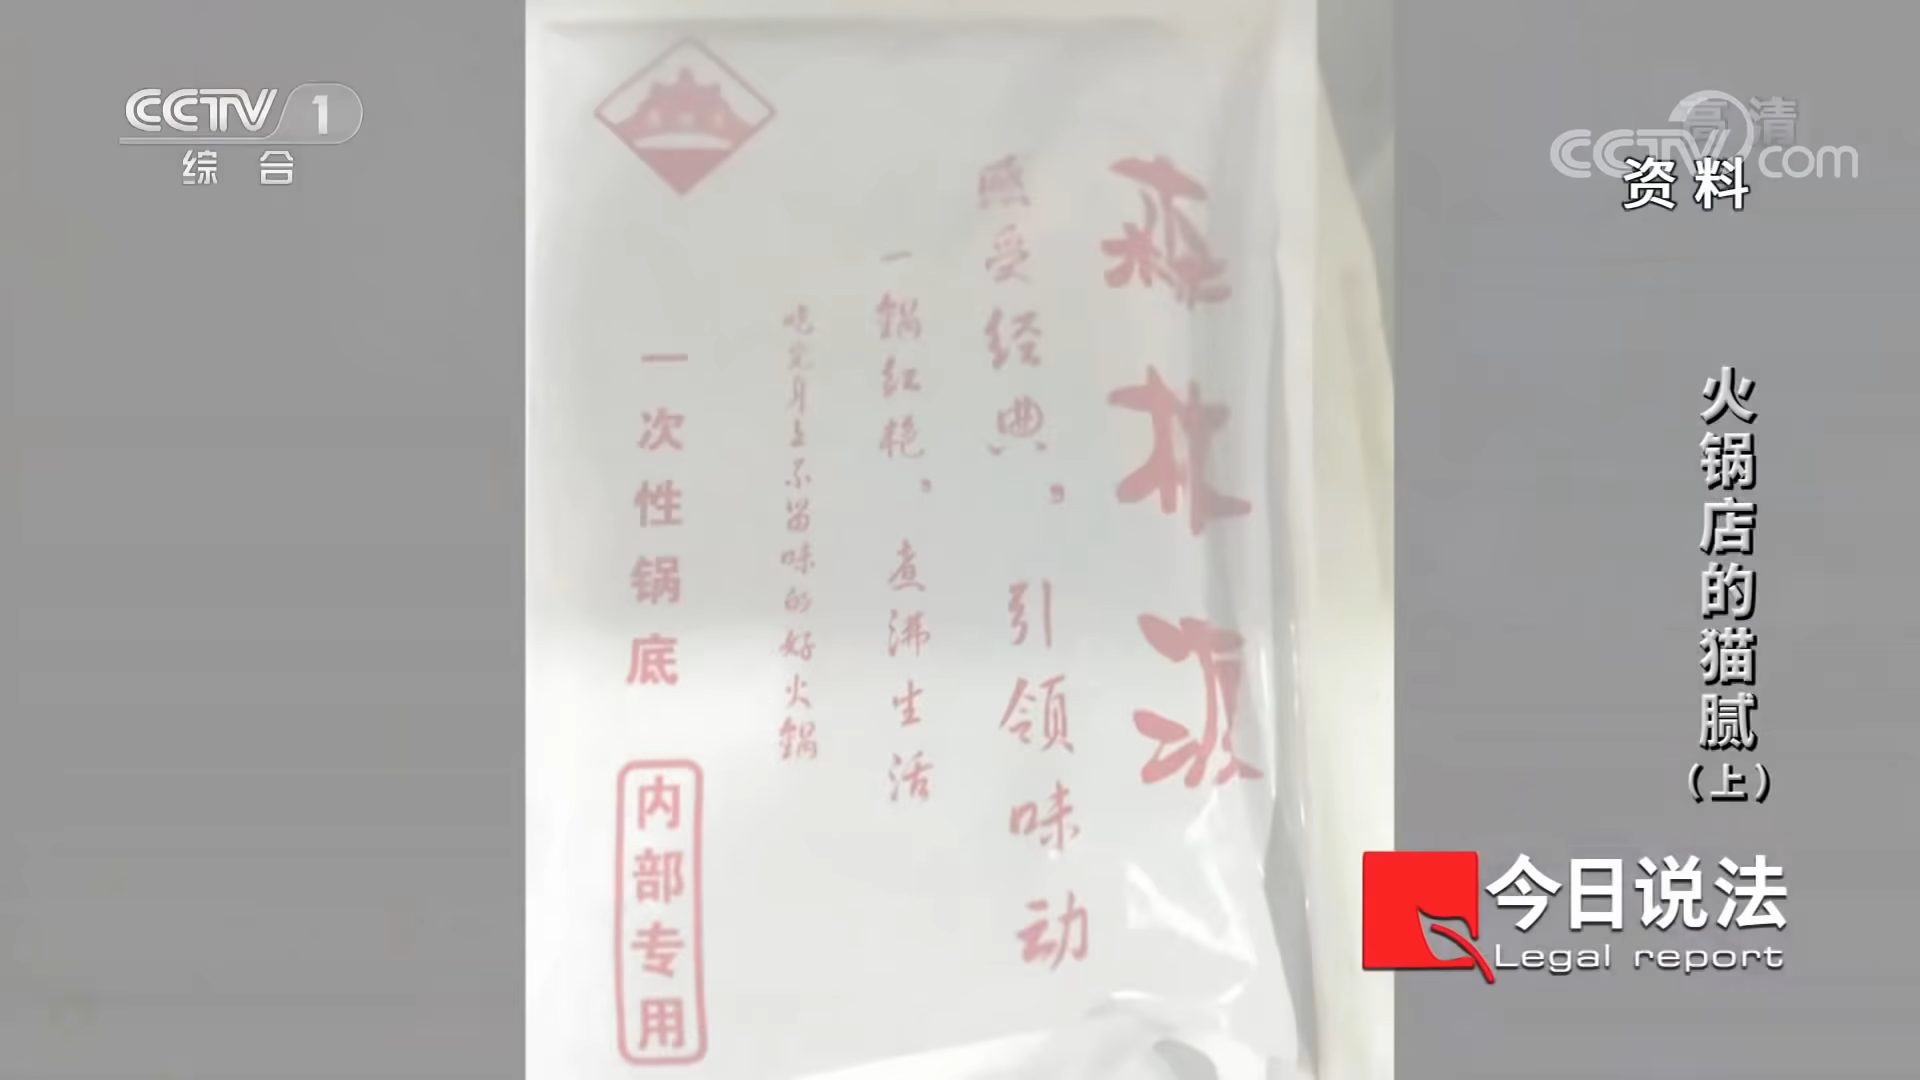 CCTV 1
综合
高清
CCTV com
资料
感受经典，引领味动
一锅红艳，煮沸生活
吃完身上不留味的好火锅
一次性锅底
内部专用
火锅店的猫腻
（上）
今日说法
Legal report